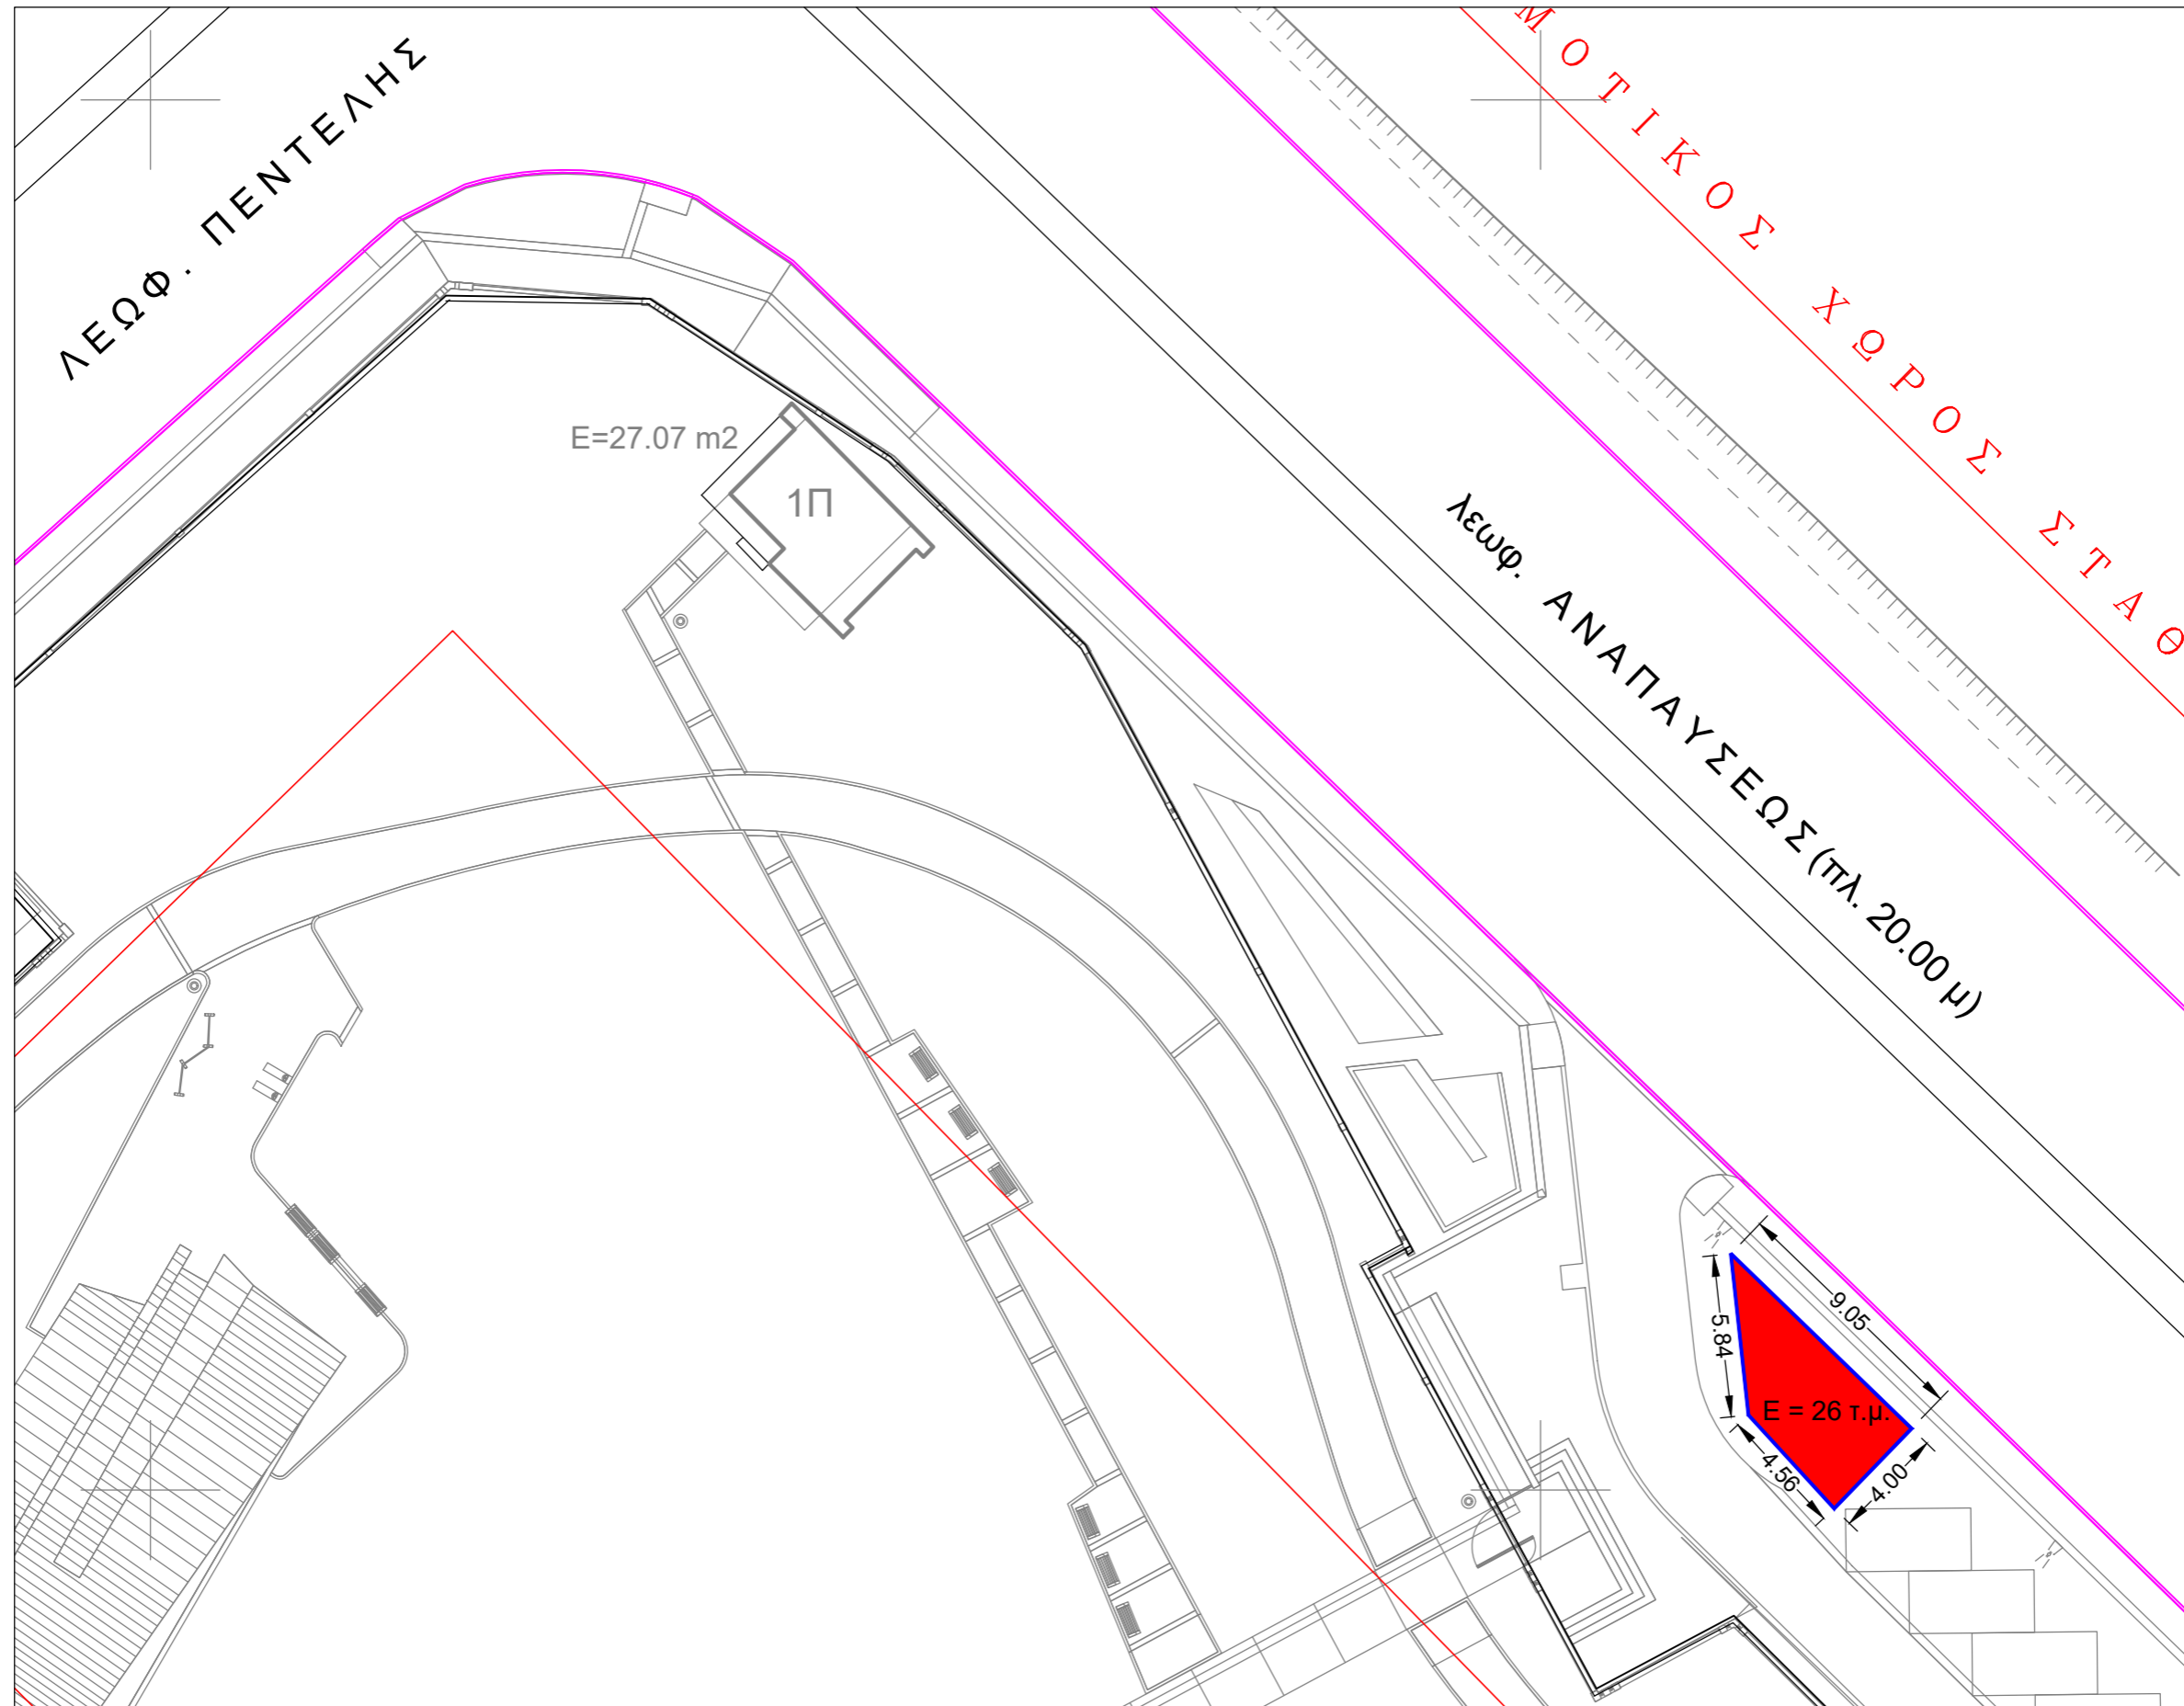 ΛΕΩΦ. ΠΕΝΤΕΛΗΣ
ΜΟΤΙΚΟΣ ΧΩΡΟΣ ΣΤΑΘ
E=27.07 m2
1Π
λεωφ. ΑΝΑΠΑΥΣΕΩΣ (πλ. 20.00 μ)
9.05
5.84
E = 26 τ.μ.
4.56
4.00